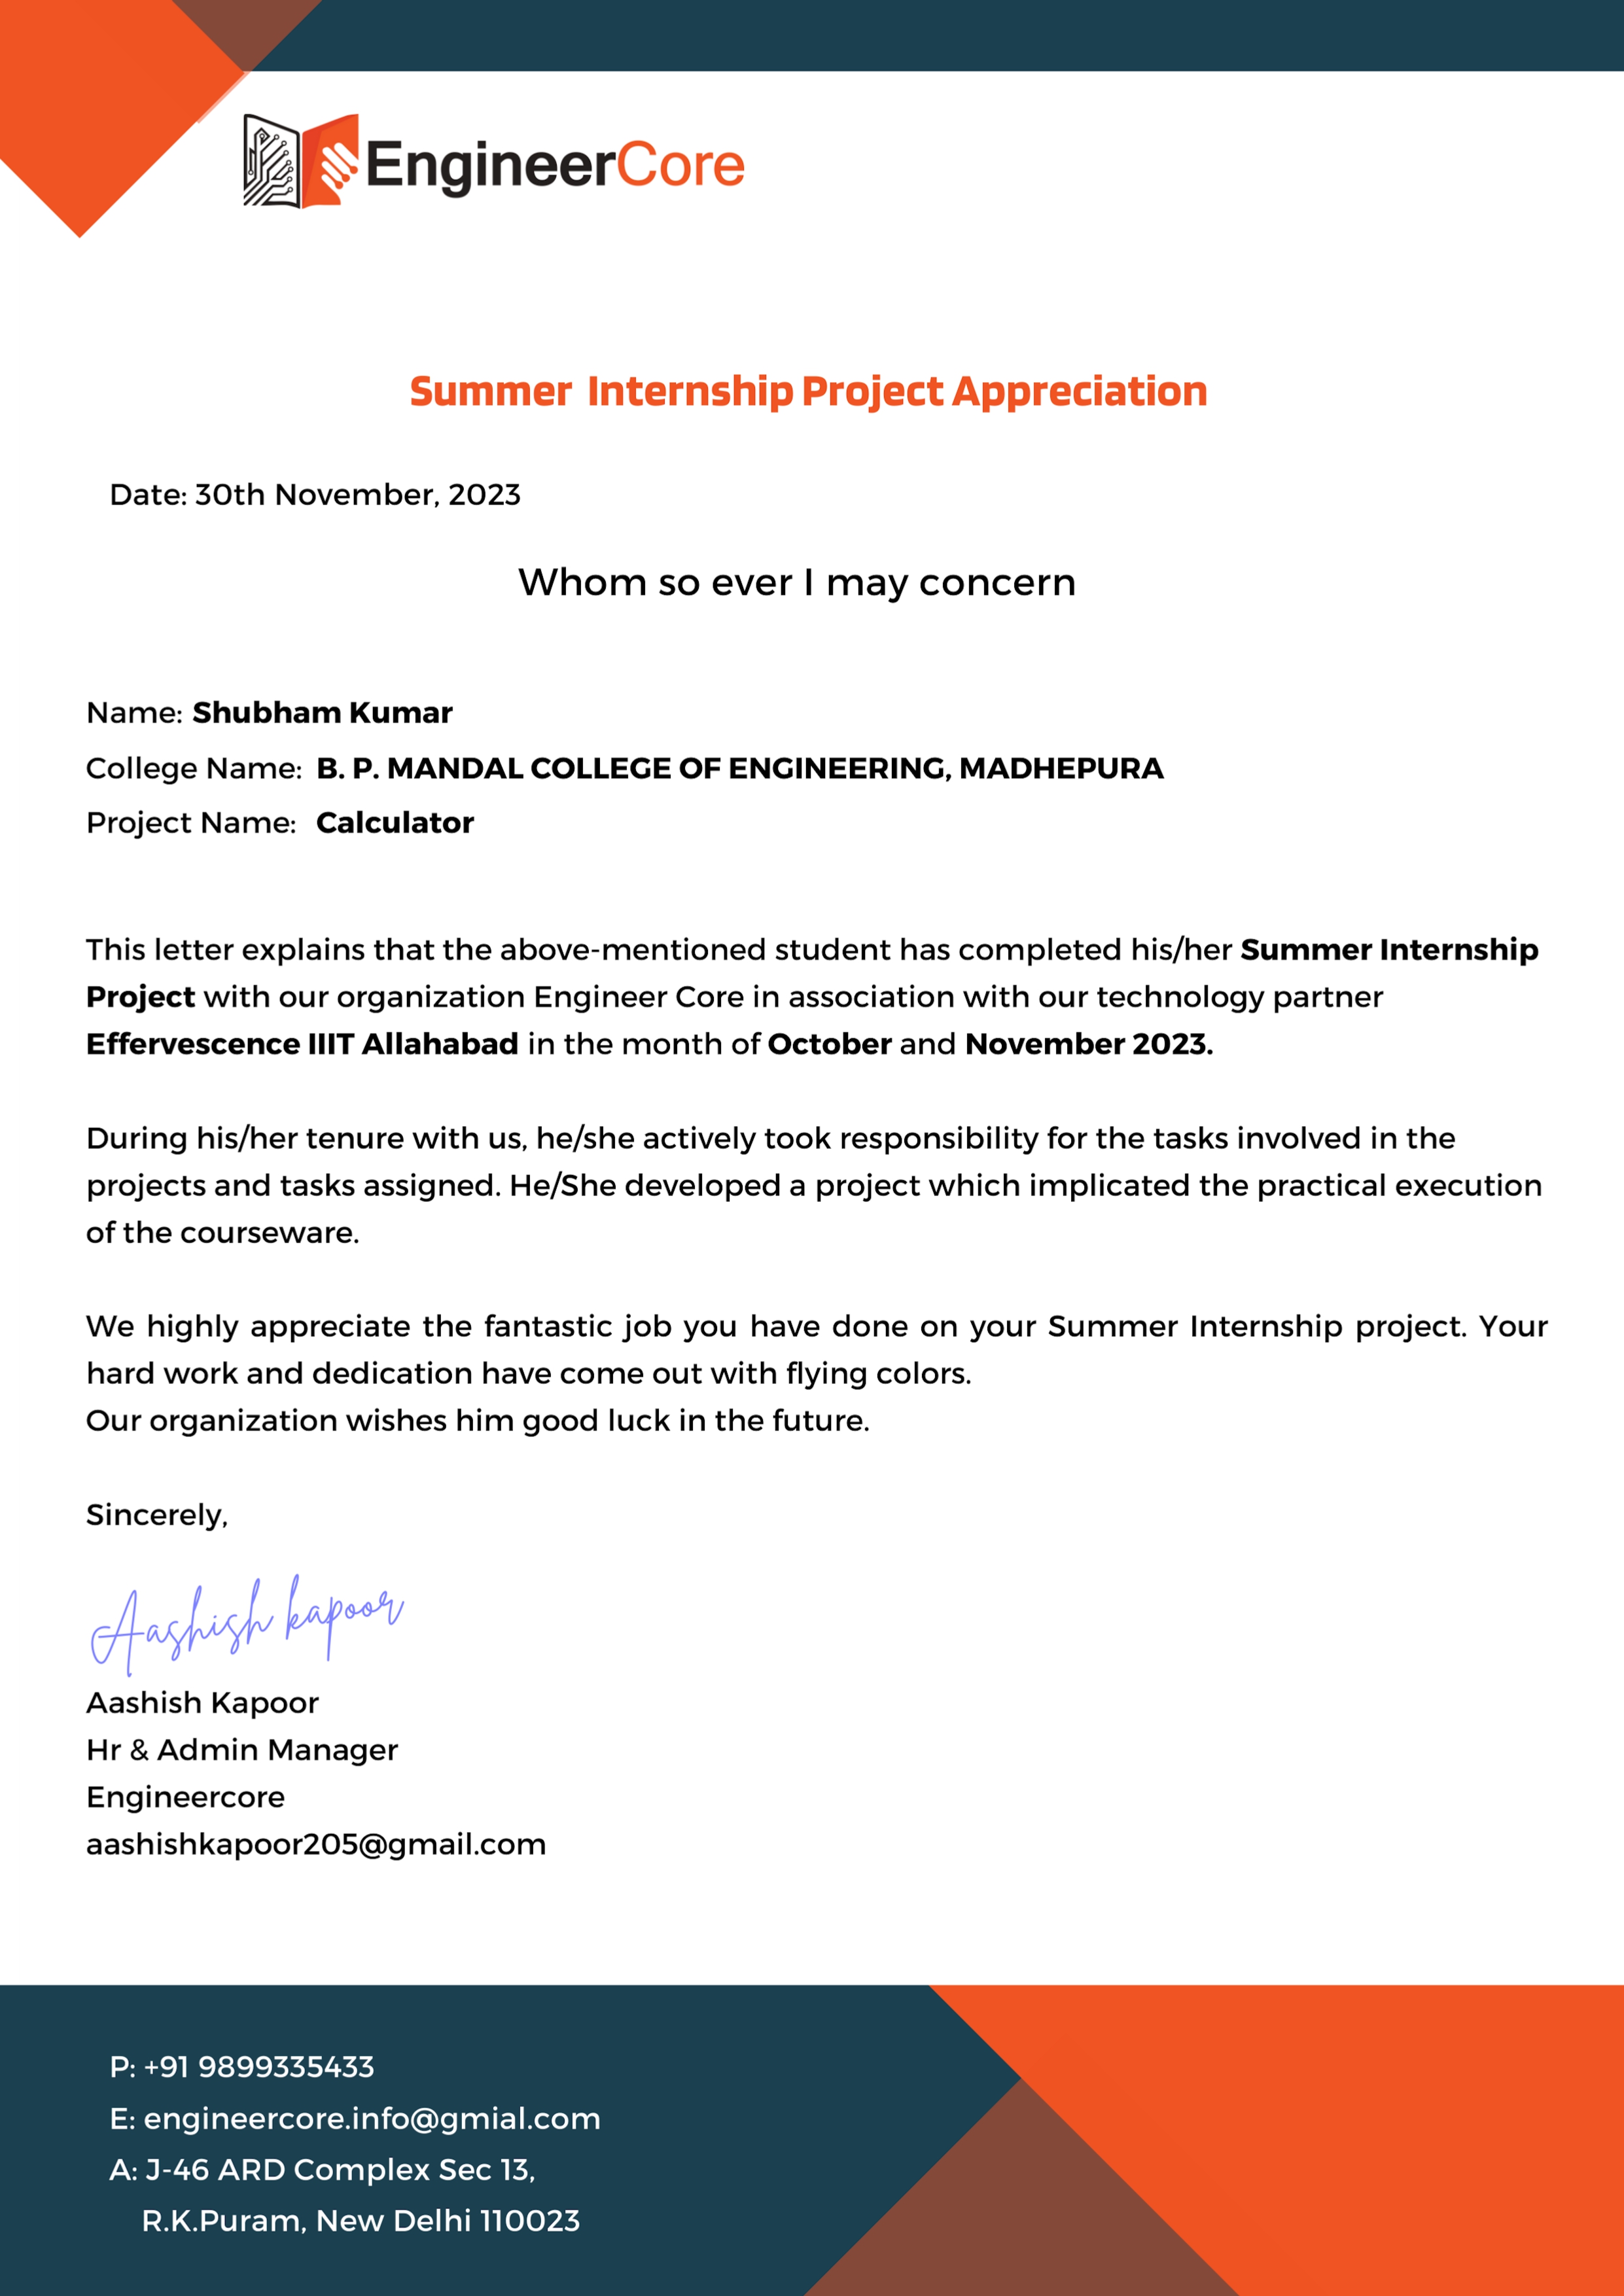 EngineerCore
Summer Internship Project Appreciation
Date: 30th November, 2023
Whom so ever I may concern
Name: Shubham Kumar
College Name: B. P. MANDAL COLLEGE OF ENGINEERING, MADHEPURA
Project Name: Calculator
This letter explains that the above-mentioned student has completed his/her Summer Internship
Project with our organization Engineer Core in association with our technology partner
Effervescence IIIT Allahabad in the month of October and November 2023.
During his/her tenure with us, he/she actively took responsibility for the tasks involved in the
projects and tasks assigned. He/She developed a project which implicated the practical execution
of the courseware.
We highly appreciate the fantastic job you have done on your Summer Internship project. Your
hard work and dedication have come out with flying colors.
Our organization wishes him good luck in the future.
Sincerely,
Aashish kapoor
Aashish Kapoor
Hr & Admin Manager
Engineercore
aashishkapoor205@gmail.com
P: +91 9899335433
E: engineercore.info@gmial.com
A: J-46 ARD Complex Sec 13,
R.K.Puram, New Delhi 110023